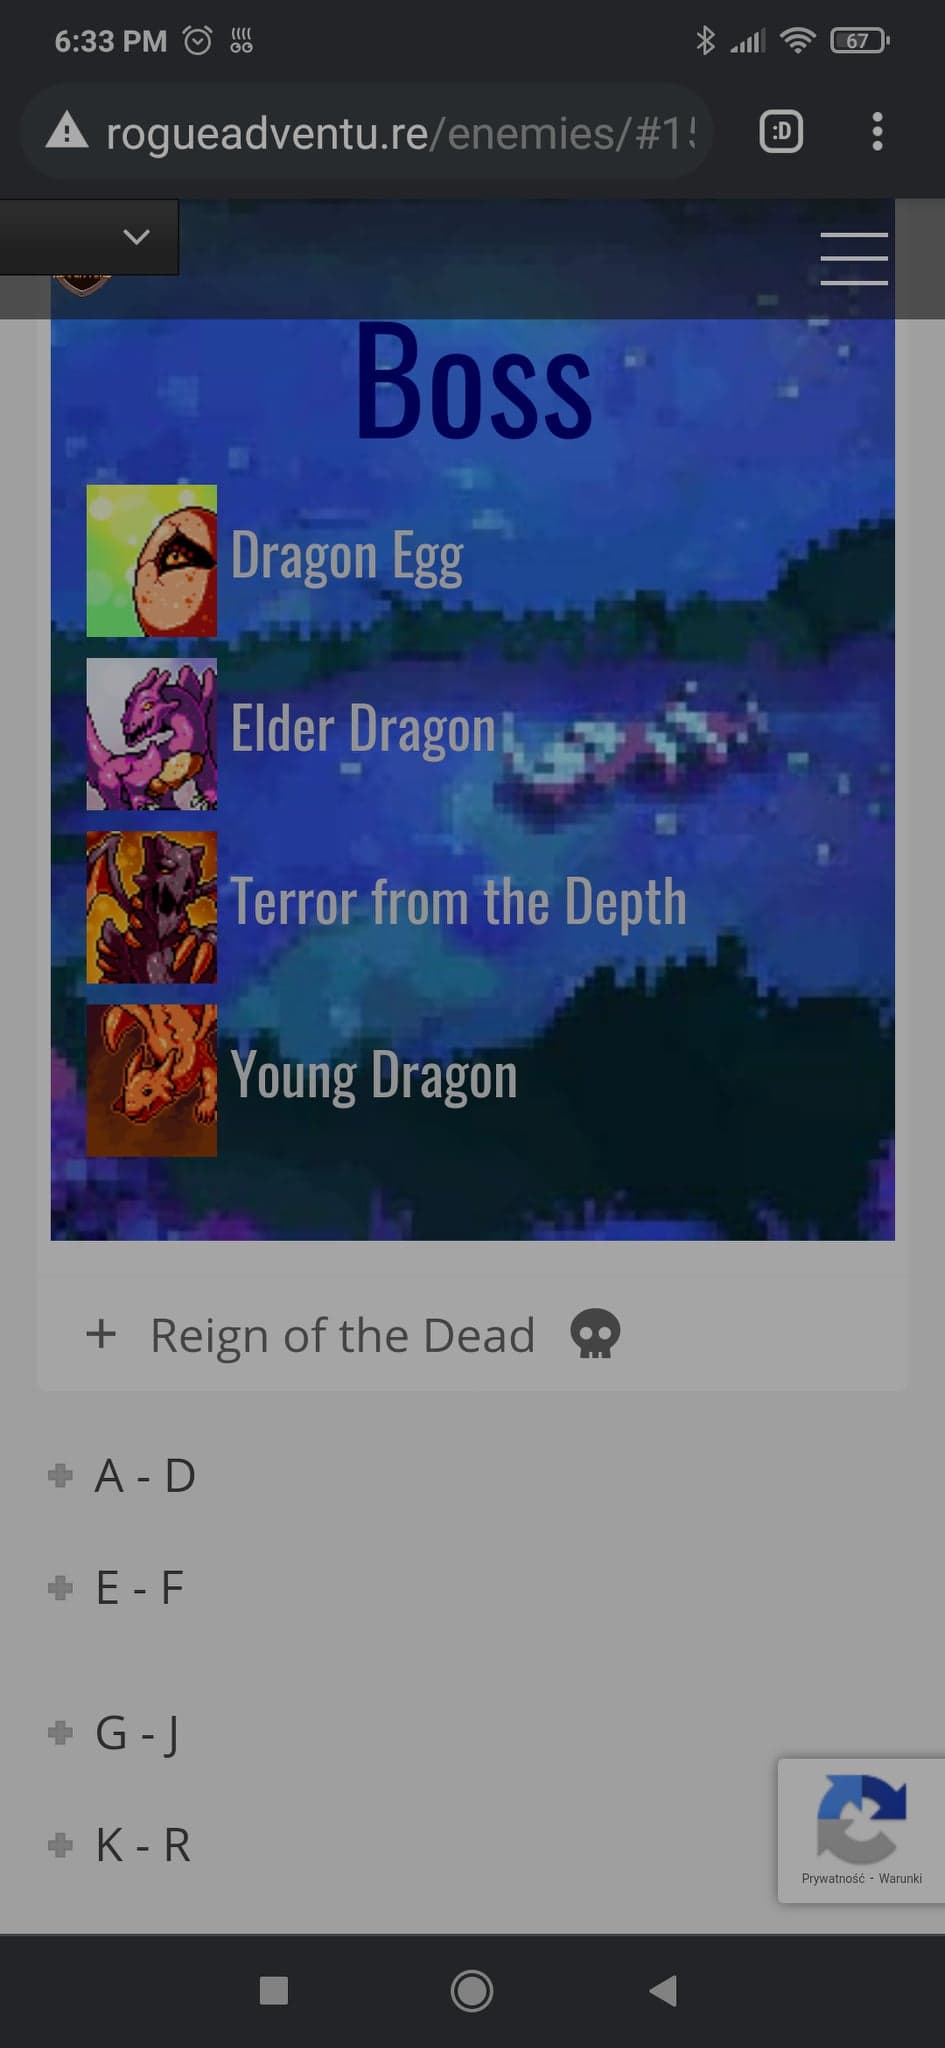 6:33 PM
67
rogueadventu.re/enemies/#1
:D
Boss
Dragon Egg
Elder Dragon
Terror from the Depth
Young Dragon
+ Reign of the Dead
A - D
E - F
G - J
K - R
Prywatność - Warunki